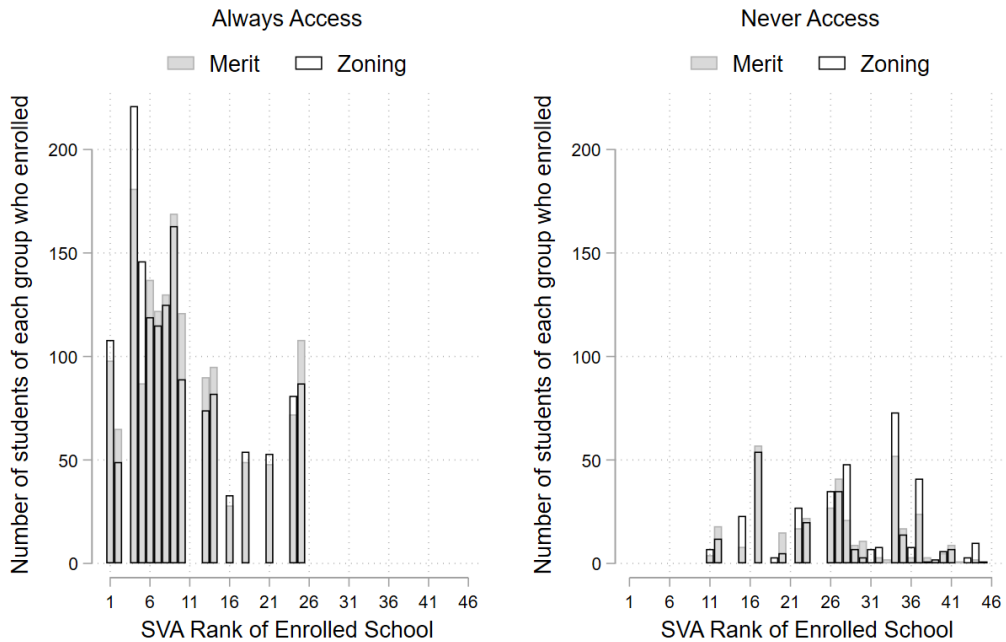 Always Access
Merit Zoning
Number of students of each group who enrolled
200
150
100
50
0
1 6 11 16 21 26 31 36 41 46
SVA Rank of Enrolled School
Never Access
Merit Zoning
Number of students of each group who enrolled
200
150
100
50
0
1 6 11 16 21 26 31 36 41 46
SVA Rank of Enrolled School